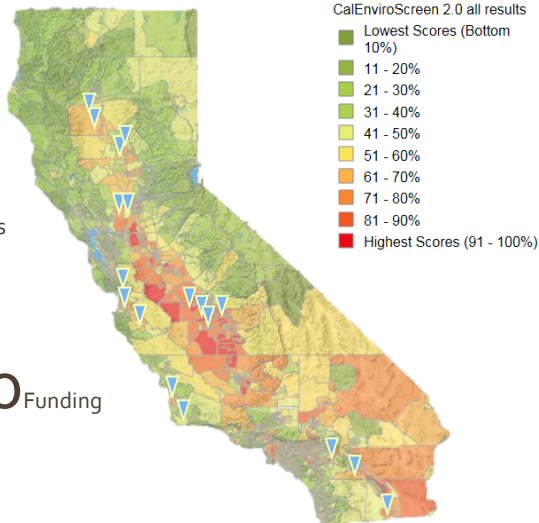 CalEnviroScreen 2.0 all results
Lowest Scores (Bottom
10%)
11 - 20%
21 - 30%
31 - 40%
41 - 50%
51 - 60%
61 - 70%
71 - 80%
81 - 90%
Highest Scores (91 - 100%)
s
Funding